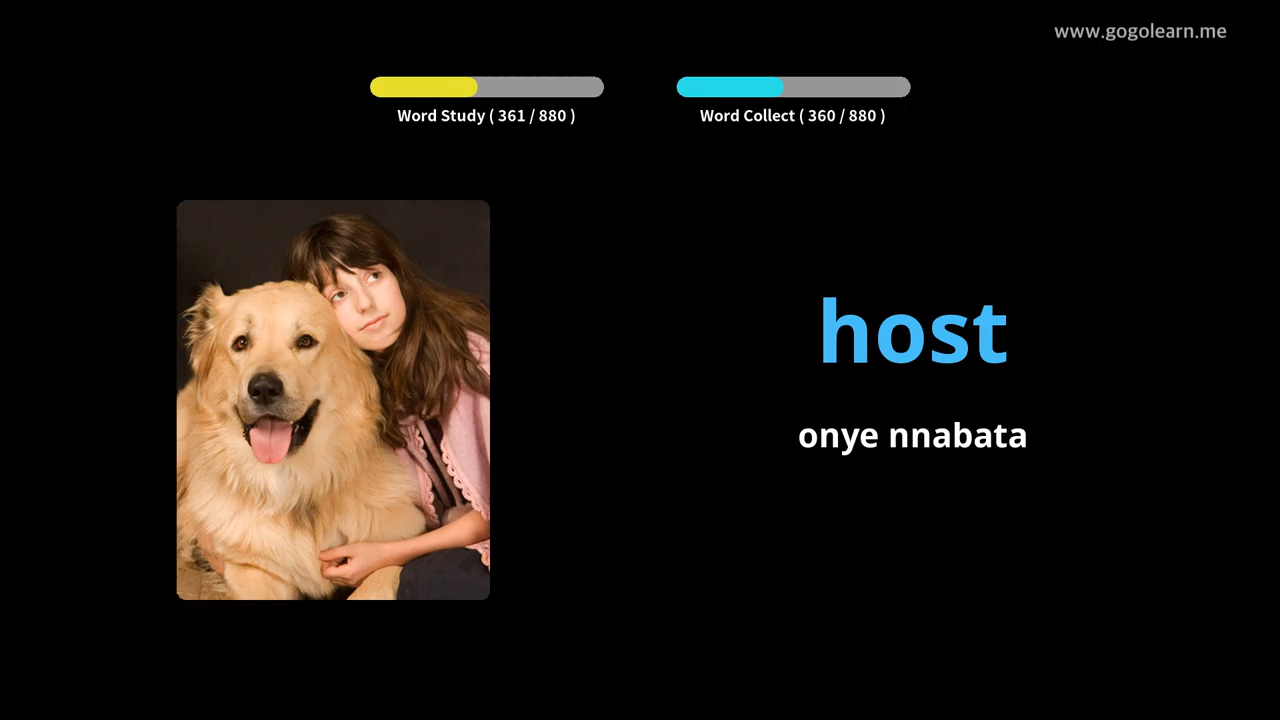 www.gogolearn.me
Word Study ( 361 / 880 )
Word Collect ( 360 / 880 )
host
onye nnabata